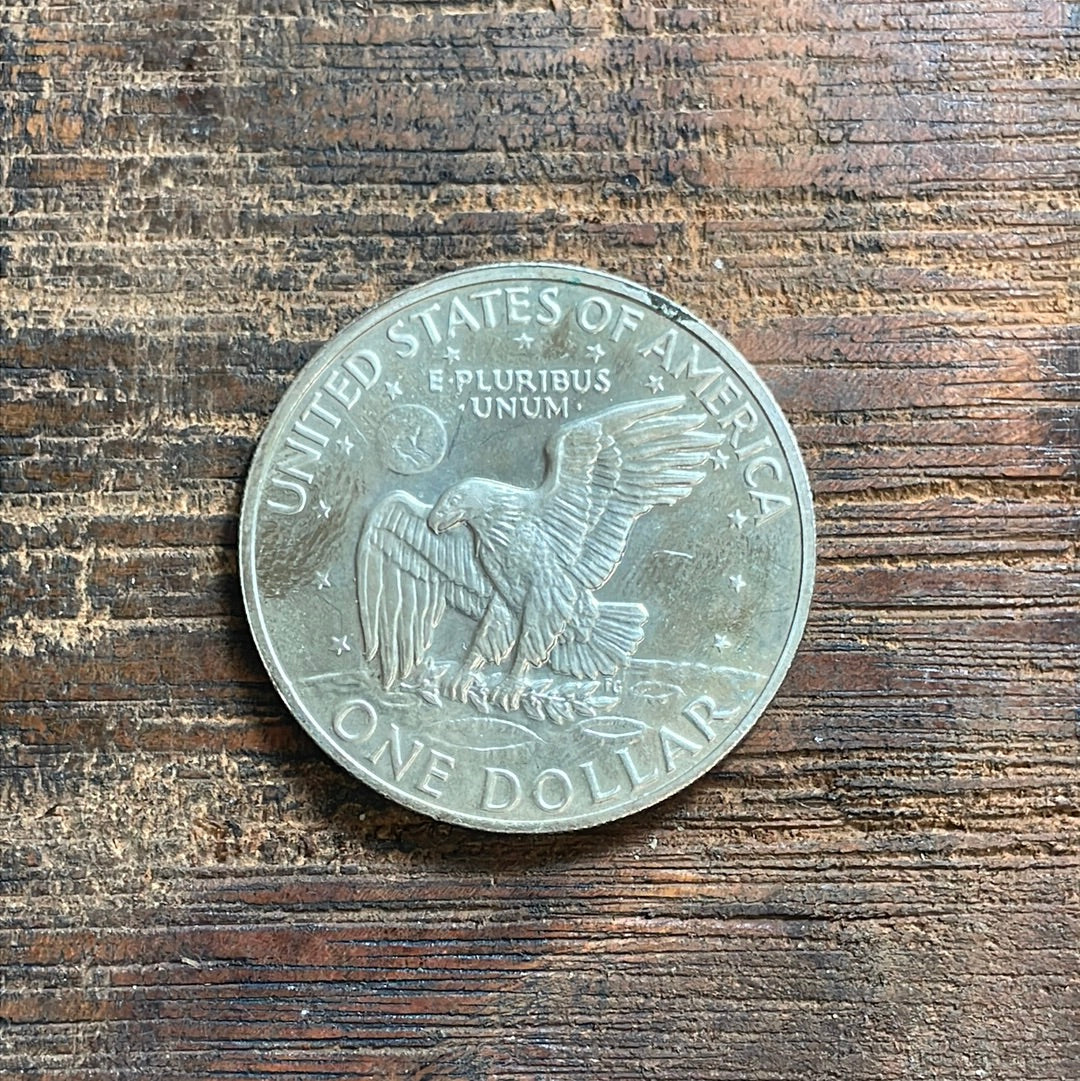 UNITED STATES OF AMERICA
E·PLURIBUS
·UNUM·
FG
ONE DOLLAR